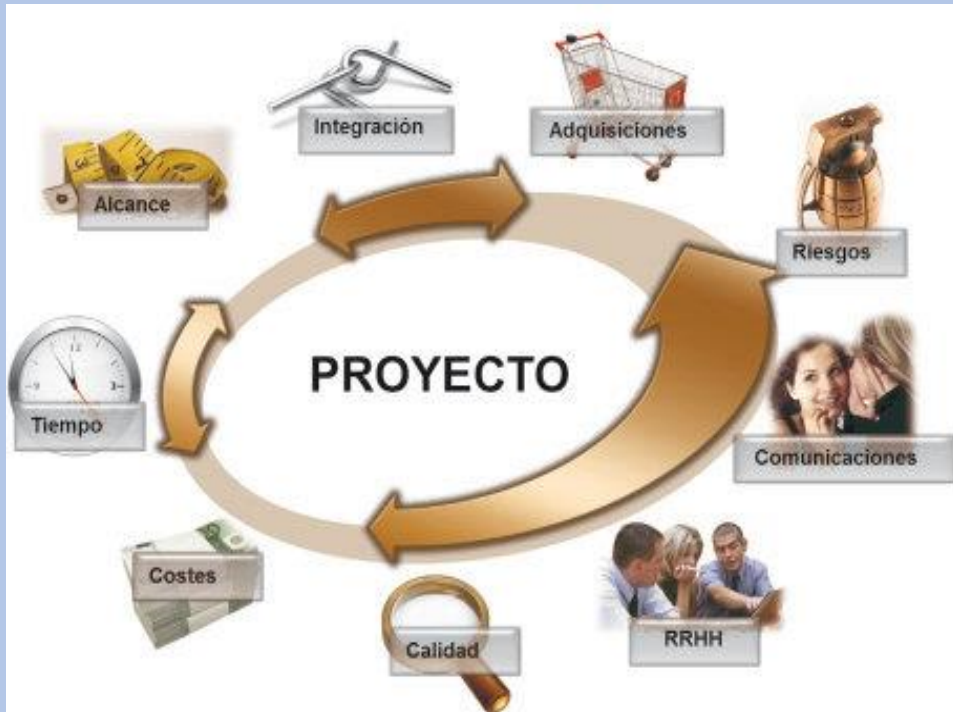 Integración
Adquisiciones
Alcance
Riesgos
PROYECTO
Tiempo
Comunicaciones
Costes
Calidad
RRHH